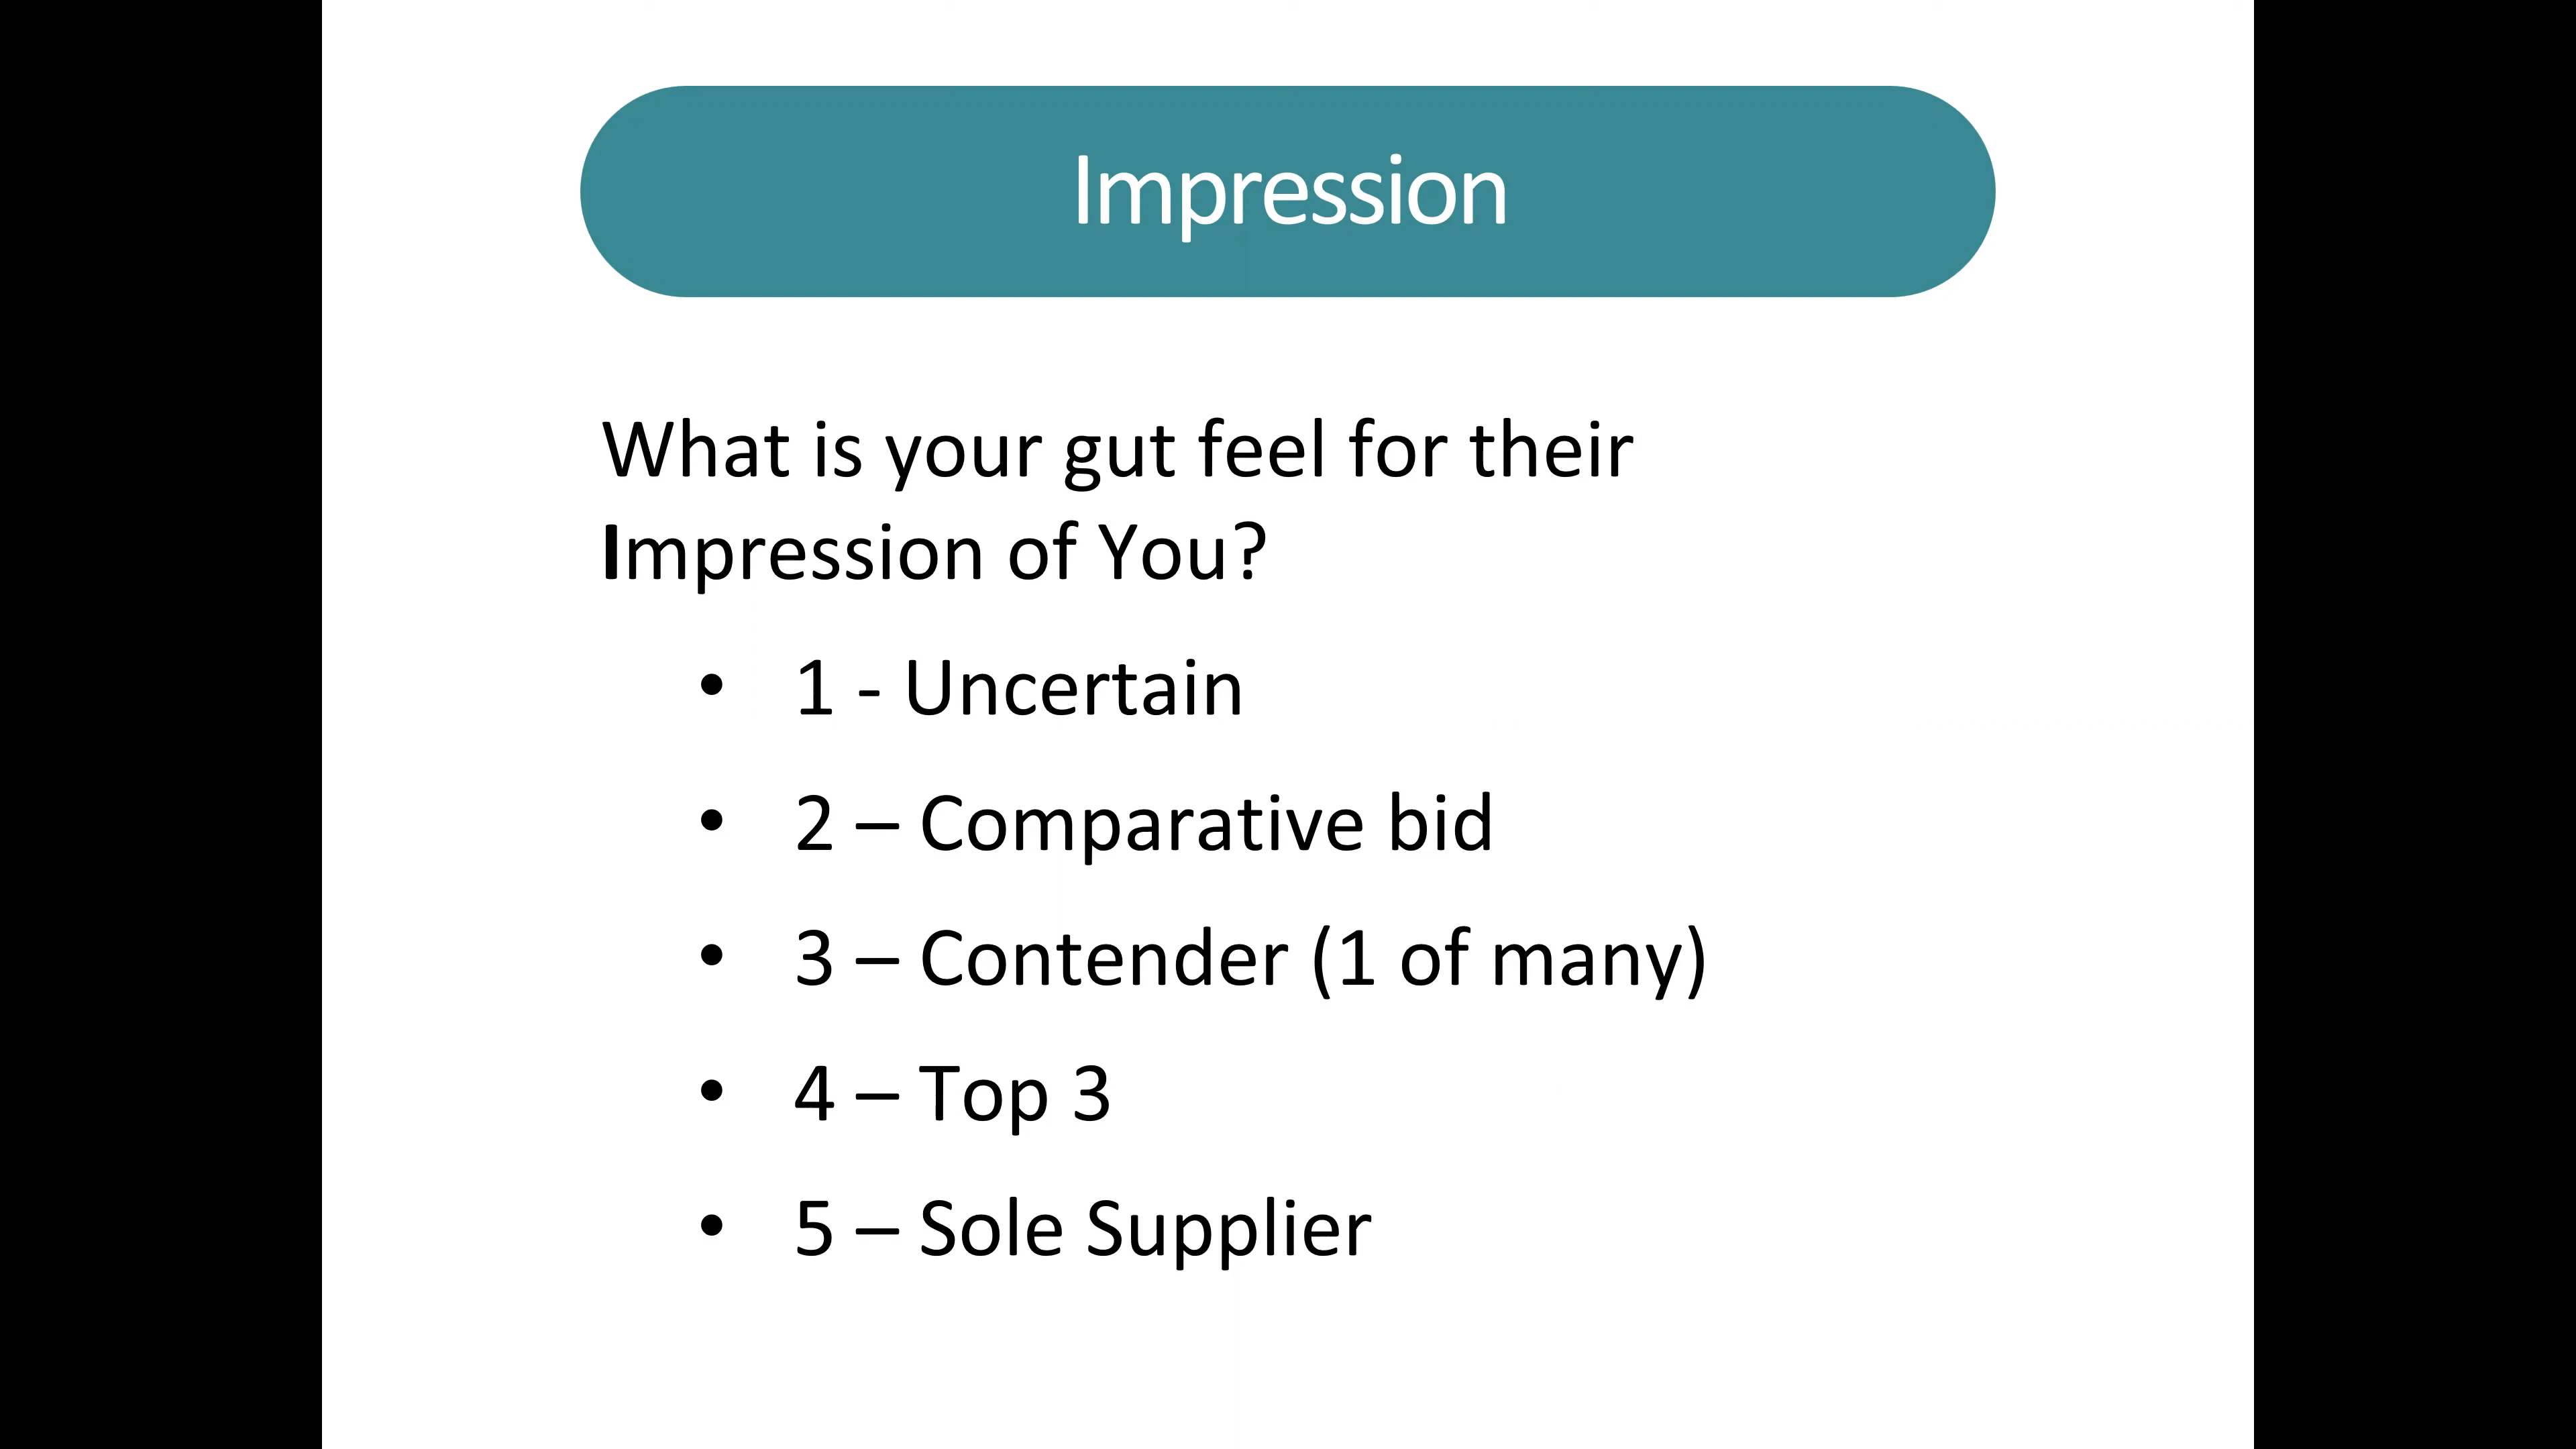 Impression
What is your gut feel for their
Impression of You?
• 1 - Uncertain
• 2 – Comparative bid
• 3 – Contender (1 of many)
• 4 – Top 3
• 5 – Sole Supplier